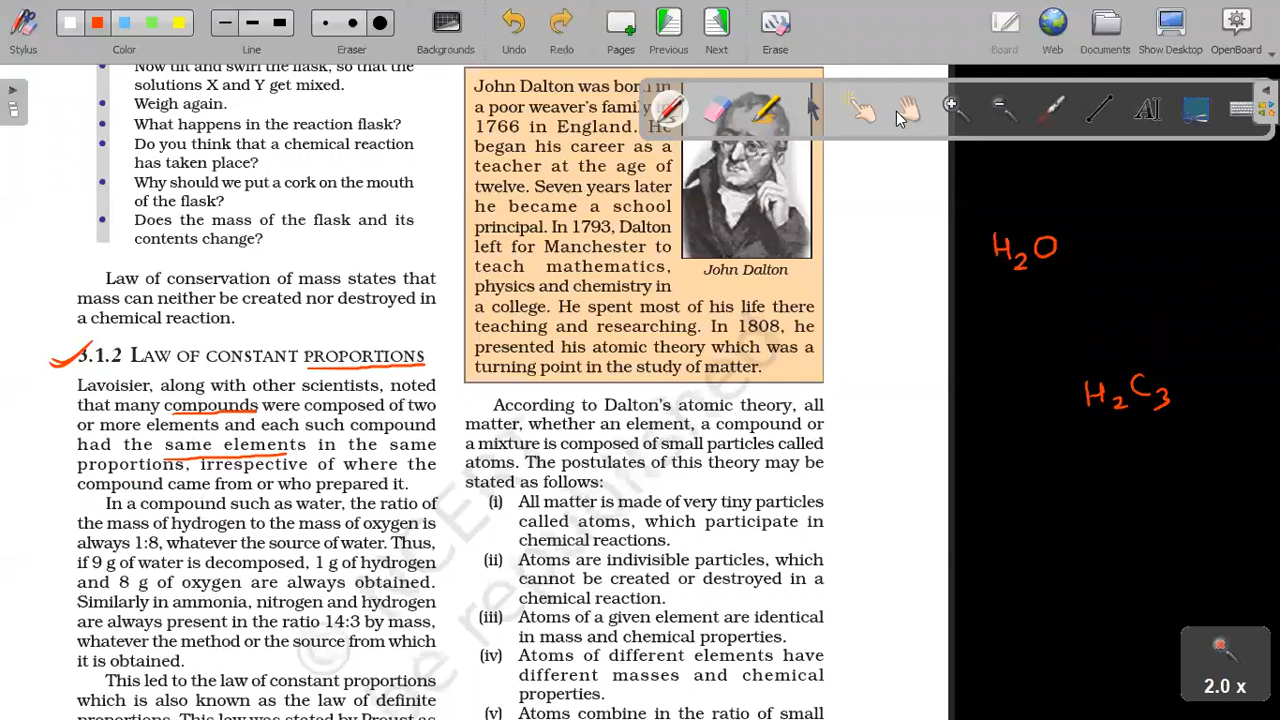 Stylus
Color
Line
Eraser
Backgrounds
Undo
Redo
Pages
Previous
Next
Erase
Board
Web
Documents
Show Desktop
OpenBoard
Now tilt and swirl the flask, so that the
solutions X and Y get mixed.
Weigh again.
What happens in the reaction flask?
Do you think that a chemical reaction
has taken place?
Why should we put a cork on the mouth
of the flask?
Does the mass of the flask and its
contents change?
Law of conservation of mass states that
mass can neither be created nor destroyed in
a chemical reaction.
3.1.2 LAW OF CONSTANT PROPORTIONS
Lavoisier, along with other scientists, noted
that many compounds were composed of two
or more elements and each such compound
had the same elements in the same
proportions, irrespective of where the
compound came from or who prepared it.
In a compound such as water, the ratio of
the mass of hydrogen to the mass of oxygen is
always 1:8, whatever the source of water. Thus,
if 9 g of water is decomposed, 1 g of hydrogen
and 8 g of oxygen are always obtained.
Similarly in ammonia, nitrogen and hydrogen
are always present in the ratio 14:3 by mass,
whatever the method or the source from which
it is obtained.
This led to the law of constant proportions
which is also known as the law of definite
proportions. This law was stated by Proust as
John Dalton was born in
a poor weaver's family in
1766 in England. He
began his career as a
teacher at the age of
twelve. Seven years later
he became a school
principal. In 1793, Dalton
left for Manchester to
teach mathematics,
physics and chemistry in
a college. He spent most of his life there
teaching and researching. In 1808, he
presented his atomic theory which was a
turning point in the study of matter.
John Dalton
According to Dalton's atomic theory, all
matter, whether an element, a compound or
a mixture is composed of small particles called
atoms. The postulates of this theory may be
stated as follows:
(i) All matter is made of very tiny particles
called atoms, which participate in
chemical reactions.
(ii) Atoms are indivisible particles, which
cannot be created or destroyed in a
chemical reaction.
(iii) Atoms of a given element are identical
in mass and chemical properties.
(iv) Atoms of different elements have
different masses and chemical
properties.
(v) Atoms combine in the ratio of small
© NCERT
be republished
AI
H₂O
H₂C₃
2.0 x